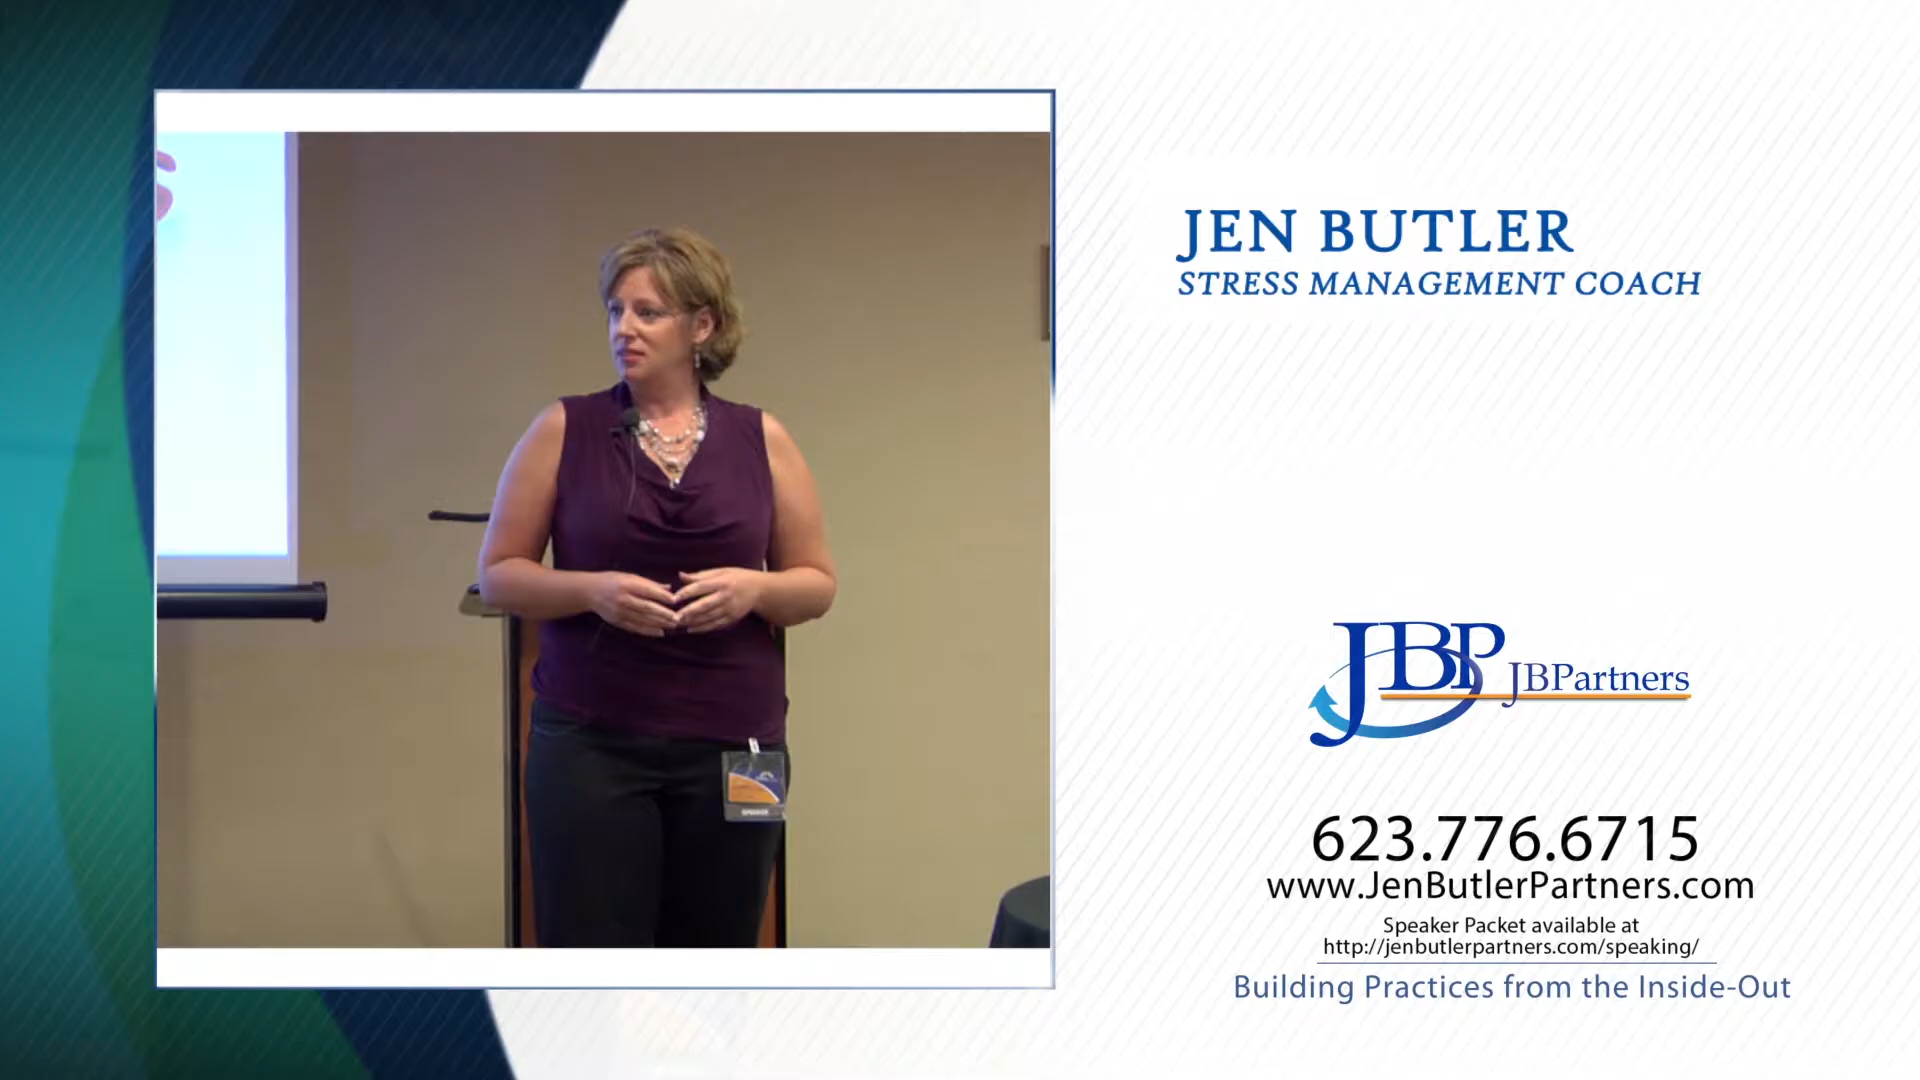 JEN BUTLER
STRESS MANAGEMENT COACH
JBP JBPartners
623.776.6715
www.JenButlerPartners.com
Speaker Packet available at
http://jenbutlerpartners.com/speaking/
Building Practices from the Inside-Out
SPEAKER